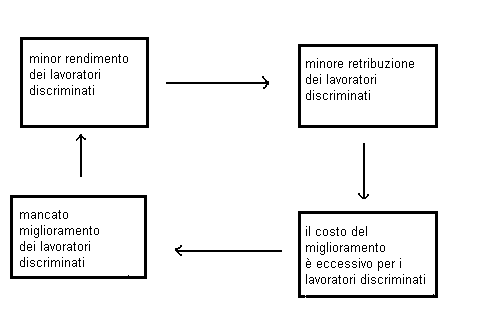 minor rendimento
dei lavoratori
discriminati
minore retribuzione
dei lavoratori
discriminati
il costo del
miglioramento
è eccessivo per i
lavoratori discriminati
mancato
miglioramento
dei lavoratori
discriminati